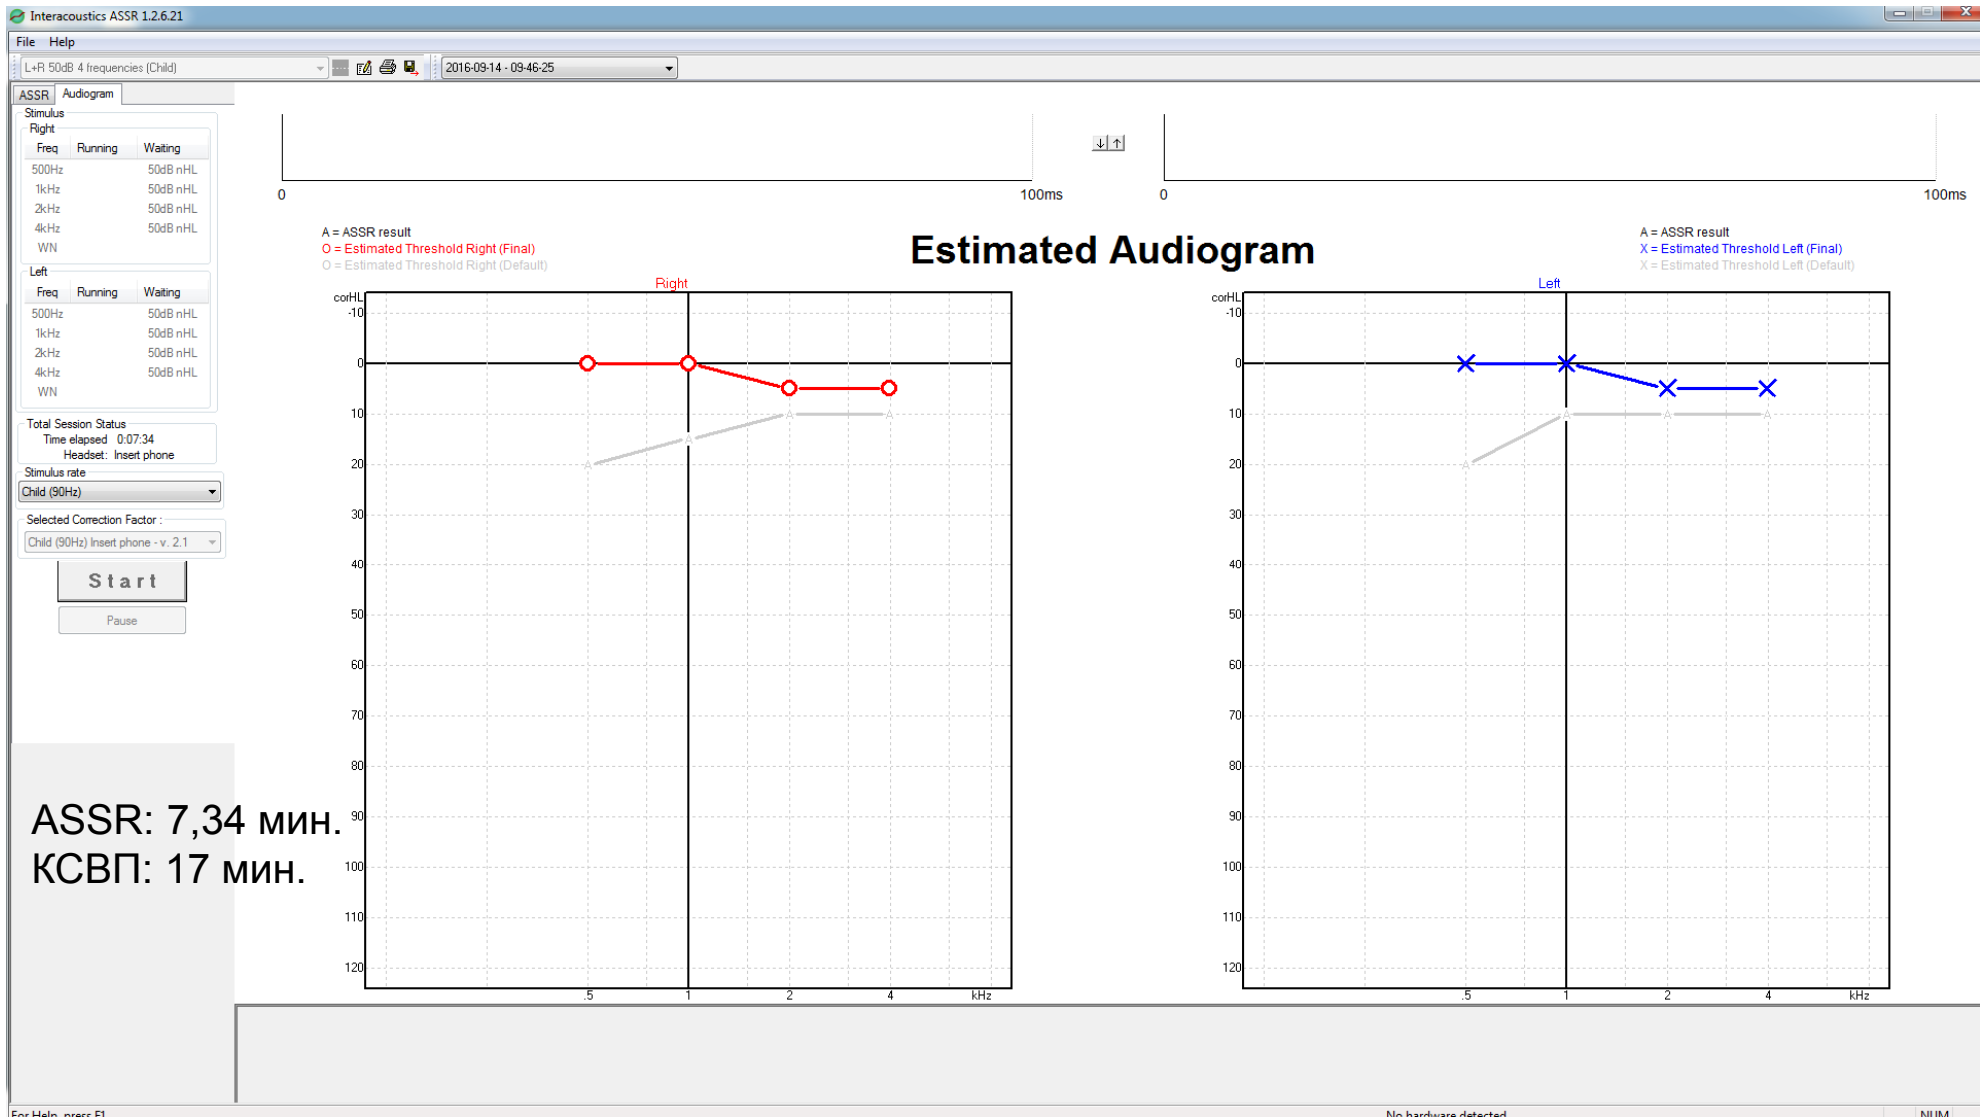 Interacoustics ASSR 1.2.6.21
File Help
L+R 50dB 4 frequencies (Child)
2016-09-14 - 09-46-25
ASSR Audiogram
Stimulus
Right
Freq Running Waiting
500Hz 50dB nHL
1kHz 50dB nHL
2kHz 50dB nHL
4kHz 50dB nHL
WN
Left
Freq Running Waiting
500Hz 50dB nHL
1kHz 50dB nHL
2kHz 50dB nHL
4kHz 50dB nHL
WN
Total Session Status
Time elapsed 0:07:34
Headset: Insert phone
Stimulus rate
Child (90Hz)
Selected Correction Factor :
Child (90Hz) Insert phone - v. 2.1
Start
Pause
ASSR: 7,34 мин.
КСВП: 17 мин.
0 100ms
↓ ↑
0 100ms
Estimated Audiogram
A = ASSR result
O = Estimated Threshold Right (Final)
O = Estimated Threshold Right (Default)
Right
corHL
-10
0
10
20
30
40
50
60
70
80
90
100
110
120
.5 1 2 4 kHz
A A A A
A = ASSR result
X = Estimated Threshold Left (Final)
X = Estimated Threshold Left (Default)
Left
corHL
-10
0
10
20
30
40
50
60
70
80
90
100
110
120
.5 1 2 4 kHz
A A A A
For Help, press F1
No hardware detected
NUM